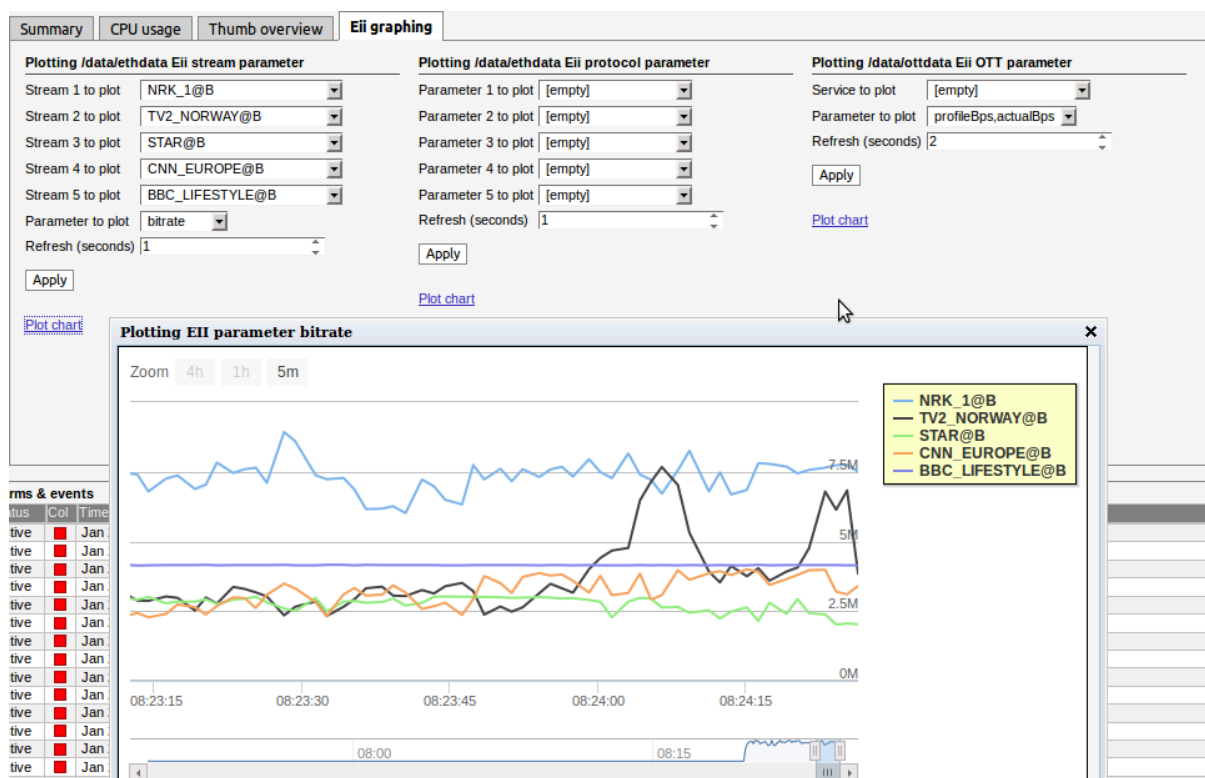 Summary CPU usage Thumb overview Eii graphing
Plotting /data/ethdata Eii stream parameter
Stream 1 to plot NRK_1@B
Stream 2 to plot TV2_NORWAY@B
Stream 3 to plot STAR@B
Stream 4 to plot CNN_EUROPE@B
Stream 5 to plot BBC_LIFESTYLE@B
Parameter to plot bitrate
Refresh (seconds) 1
Apply
Plot chart
Plotting /data/ethdata Eii protocol parameter
Parameter 1 to plot [empty]
Parameter 2 to plot [empty]
Parameter 3 to plot [empty]
Parameter 4 to plot [empty]
Parameter 5 to plot [empty]
Refresh (seconds) 1
Apply
Plot chart
Plotting /data/ottdata Eii OTT parameter
Service to plot [empty]
Parameter to plot profileBps,actualBps
Refresh (seconds) 2
Apply
Plot chart
Plotting EII parameter bitrate
Zoom 4h 1h 5m
NRK_1@B
TV2_NORWAY@B
STAR@B
CNN_EUROPE@B
BBC_LIFESTYLE@B
7.5M
5M
2.5M
0M
08:23:15 08:23:30 08:23:45 08:24:00 08:24:15
08:00 08:15
rms & events
tus Col Time
tive Jan
tive Jan
tive Jan
tive Jan
tive Jan
tive Jan
tive Jan
tive Jan
tive Jan
tive Jan
tive Jan
tive Jan
tive Jan
tive Jan